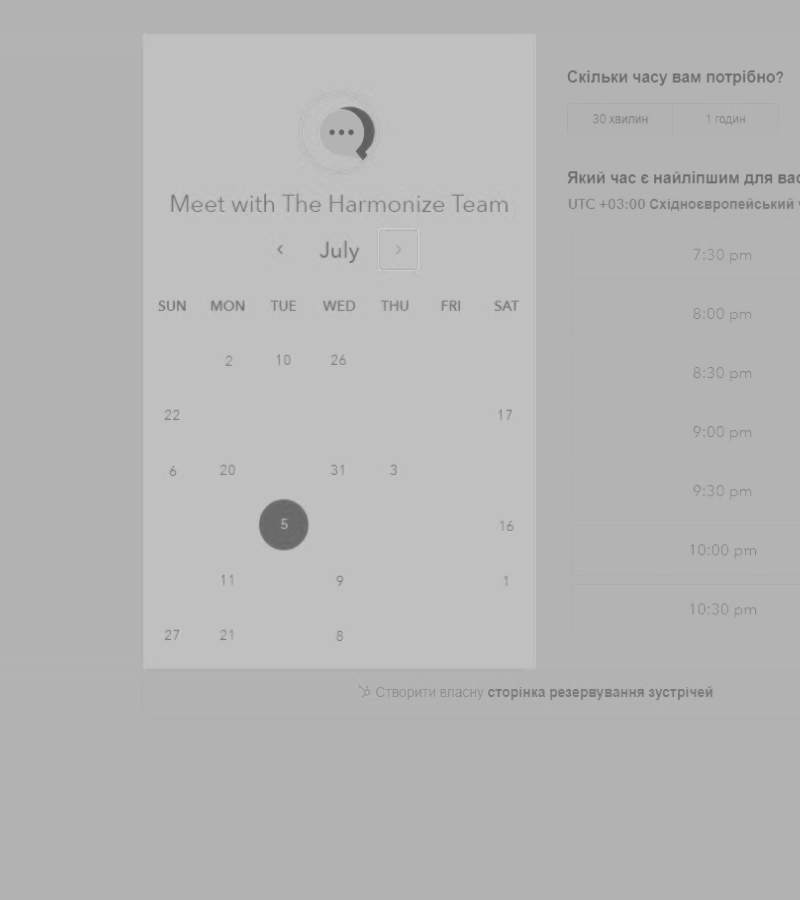 Meet with The Harmonize Team
‹ July ›
SUN MON TUE WED THU FRI SAT
2 10 26
22 17
6 20 31 3
5 16
11 9 1
27 21 8
Скільки часу вам потрібно?
30 хвилин 1 годин
Який час є найліпшим для вас
UTC +03:00 Східноєвропейський
7:30 pm
8:00 pm
8:30 pm
9:00 pm
9:30 pm
10:00 pm
10:30 pm
Створити власну сторінка резервування зустрічей